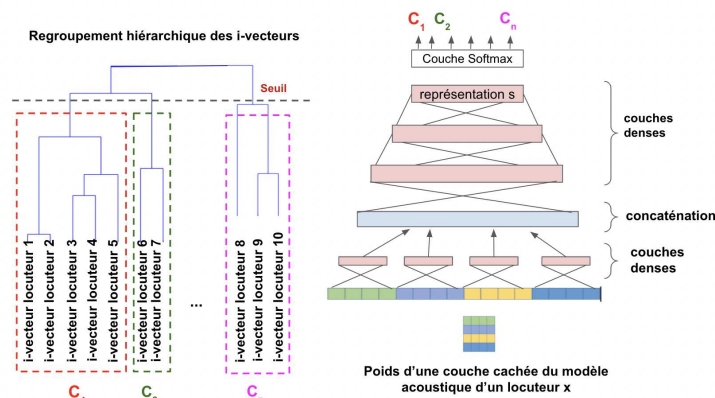 Regroupement hiérarchique des i-vecteurs
Seuil
i-vecteur locuteur 1
i-vecteur locuteur 2
i-vecteur locuteur 3
i-vecteur locuteur 4
i-vecteur locuteur 5
i-vecteur locuteur 6
i-vecteur locuteur 7
...
i-vecteur locuteur 8
i-vecteur locuteur 9
i-vecteur locuteur 10
C1 C2 Cn
Couche Softmax
représentation s
couches
denses
concaténation
couches
denses
Poids d'une couche cachée du modèle
acoustique d'un locuteur x